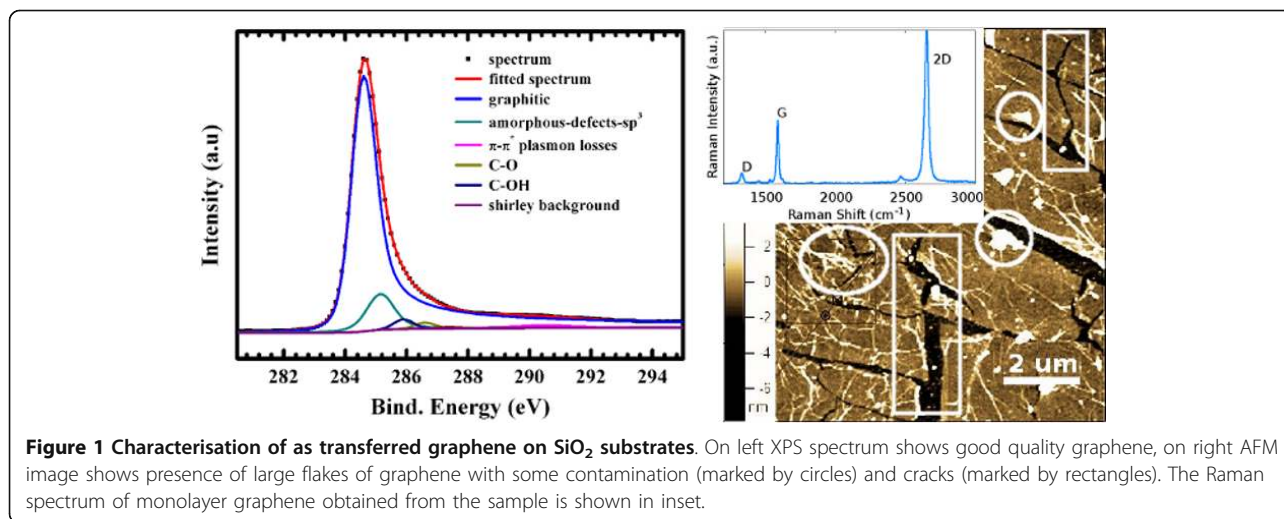 Intensity (a.u)
spectrum
fitted spectrum
graphitic
amorphous-defects-sp³
π-π* plasmon losses
C-O
C-OH
shirley background
282 284 286 288 290 292 294
Bind. Energy (eV)
Raman Intensity (a.u.)
D
G
2D
1500 2000 2500 3000
Raman Shift (cm⁻¹)
2
0
-2
-4
-6
nm
2 um
Figure 1 Characterisation of as transferred graphene on SiO₂ substrates. On left XPS spectrum shows good quality graphene, on right AFM
image shows presence of large flakes of graphene with some contamination (marked by circles) and cracks (marked by rectangles). The Raman
spectrum of monolayer graphene obtained from the sample is shown in inset.